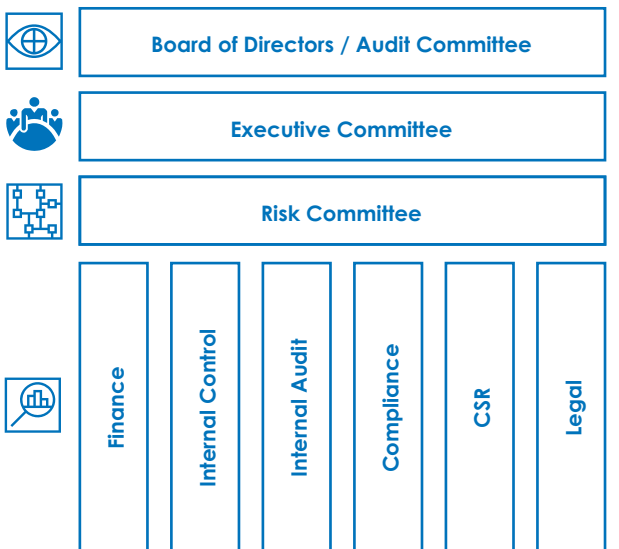 Board of Directors / Audit Committee
Executive Committee
Risk Committee
Finance
Internal Control
Internal Audit
Compliance
CSR
Legal